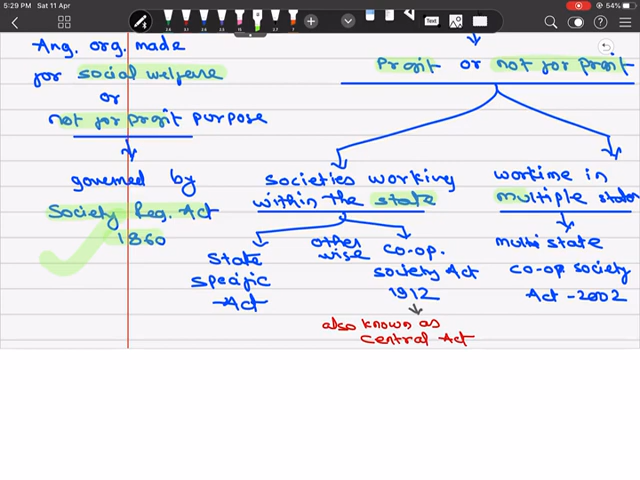 5:29 PM Sat 11 Apr
54%
Text
Any. org. made
for social welfare
or
not for profit purpose
governed by
Society Reg. Act
1860
Profit or not for profit
societies working
within the state
working in
multiple states
State
specific
Act
other
wise
co-op.
society Act
1912
also known as
central Act
multi state
co-op society
Act - 2002